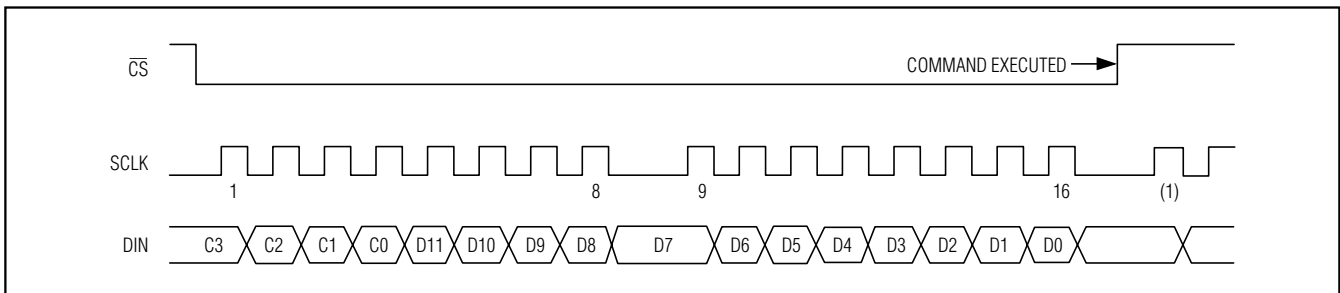 CS
COMMAND EXECUTED
SCLK
1 8 9 16 (1)
DIN C3 C2 C1 C0 D11 D10 D9 D8 D7 D6 D5 D4 D3 D2 D1 D0